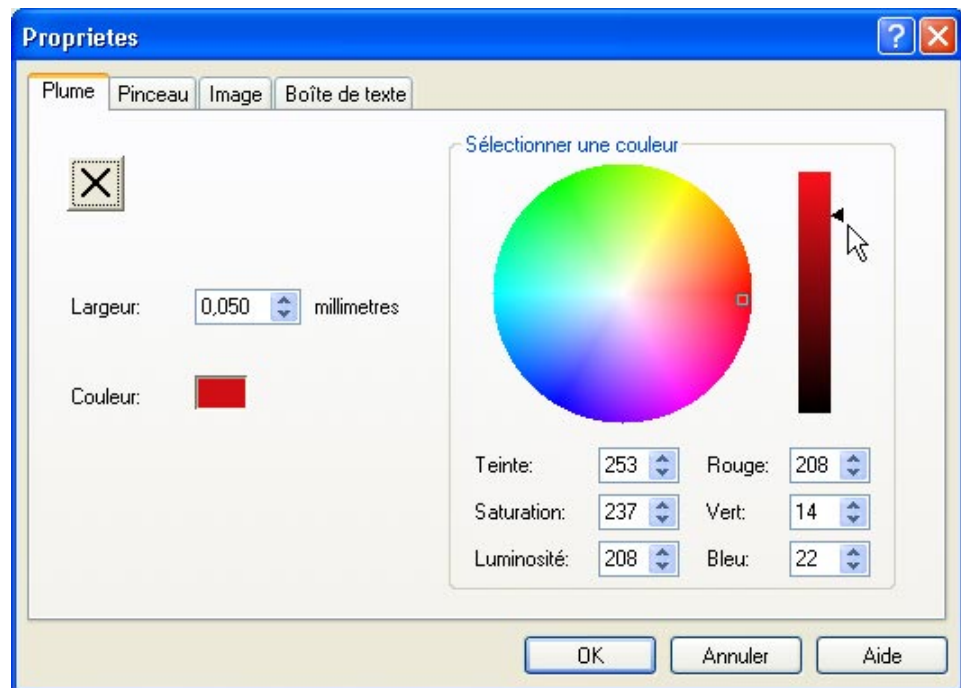 Proprietes
Plume Pinceau Image Boîte de texte
Sélectionner une couleur
Largeur: 0,050 millimetres
Couleur:
Teinte: 253 Rouge: 208
Saturation: 237 Vert: 14
Luminosité: 208 Bleu: 22
OK Annuler Aide